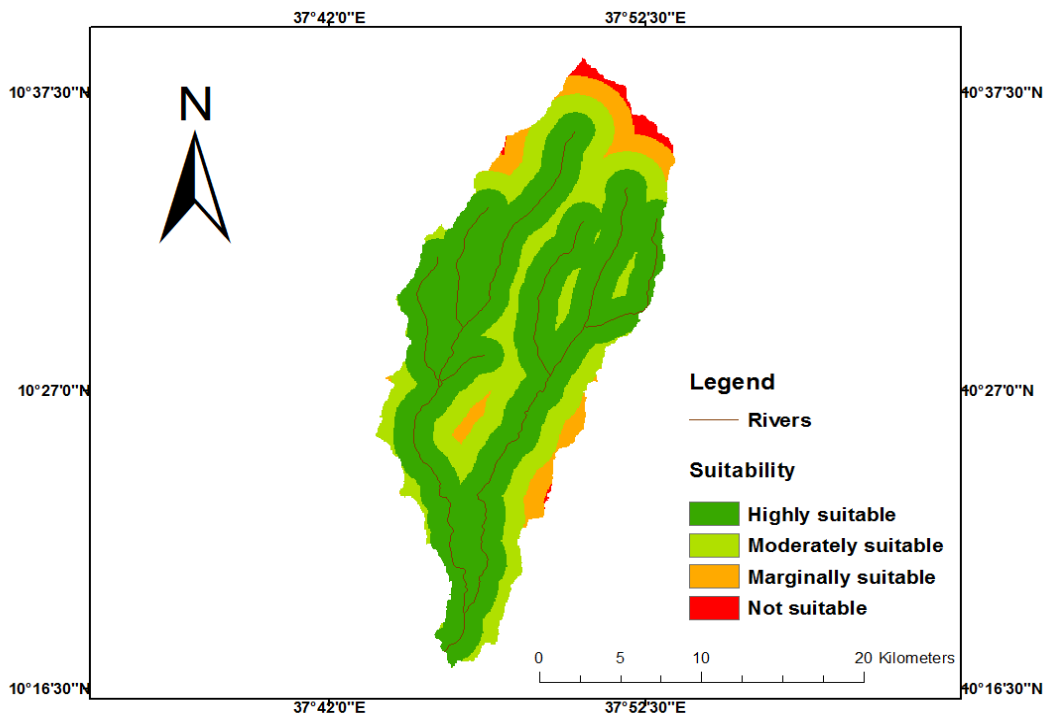 37°42'0"E 37°52'30"E
N
10°37'30"N 10°37'30"N
10°27'0"N 10°27'0"N
Legend
Rivers
Suitability
Highly suitable
Moderately suitable
Marginally suitable
Not suitable
0 5 10 20 Kilometers
10°16'30"N 10°16'30"N
37°42'0"E 37°52'30"E